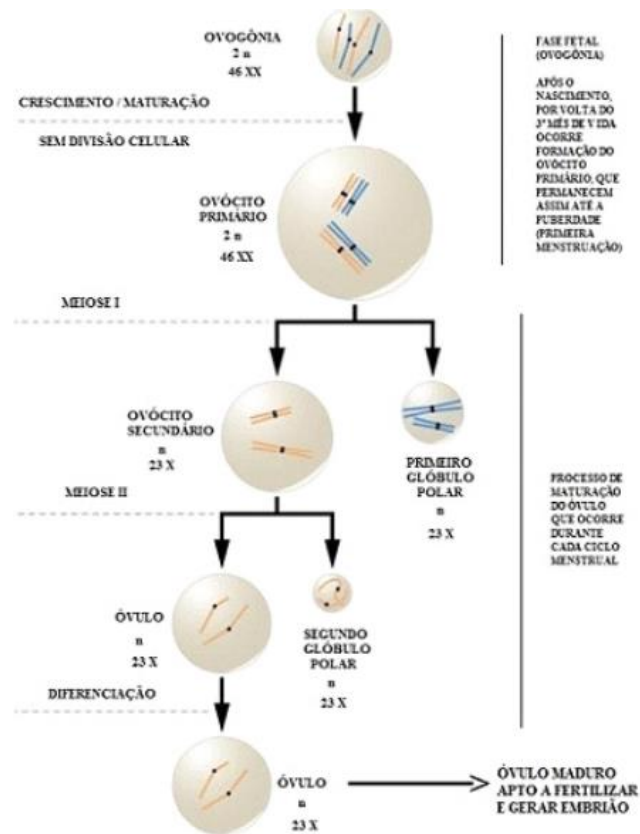 OVOGÔNIA
2 n
46 XX
FASE FETAL
(OVOGÔNIA)
APÓS O
NASCIMENTO,
POR VOLTA DO
3º MÊS DE VIDA
OCORRE
FORMAÇÃO DO
OVÓCITO
PRIMÁRIO, QUE
PERMANECEM
ASSIM ATÉ A
PUBERDADE
(PRIMEIRA
MENSTRUAÇÃO)
CRESCIMENTO / MATURAÇÃO
SEM DIVISÃO CELULAR
OVÓCITO
PRIMÁRIO
2 n
46 XX
MEIOSE I
OVÓCITO
SECUNDÁRIO
n
23 X
PRIMEIRO
GLÓBULO
POLAR
n
23 X
PROCESSO DE
MATURAÇÃO
DO ÓVULO
QUE OCORRE
DURANTE
CADA CICLO
MENSTRUAL
MEIOSE II
ÓVULO
n
23 X
SEGUNDO
GLÓBULO
POLAR
n
23 X
DIFERENCIAÇÃO
ÓVULO
n
23 X
ÓVULO MADURO
APTO A FERTILIZAR
E GERAR EMBRIÃO